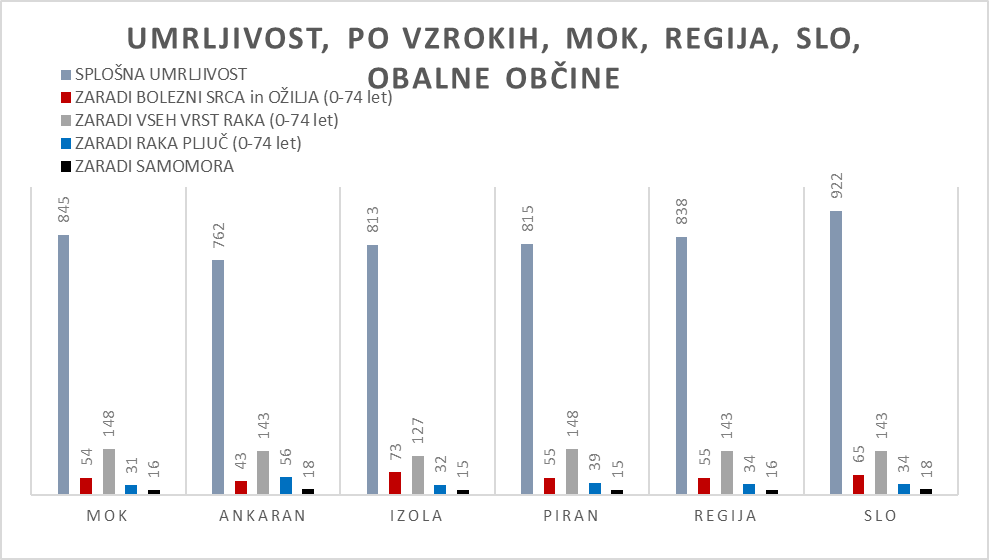 UMRLJIVOST, PO VZROKIH, MOK, REGIJA, SLO,
OBALNE OBČINE
SPLOŠNA UMRLJIVOST
ZARADI BOLEZNI SRCA in OŽILJA (0-74 let)
ZARADI VSEH VRST RAKA (0-74 let)
ZARADI RAKA PLJUČ (0-74 let)
ZARADI SAMOMORA
845
54
148
31
16
762
43
143
56
18
813
73
127
32
15
815
55
148
39
15
838
55
143
34
16
922
65
143
34
18
MOK
ANKARAN
IZOLA
PIRAN
REGIJA
SLO